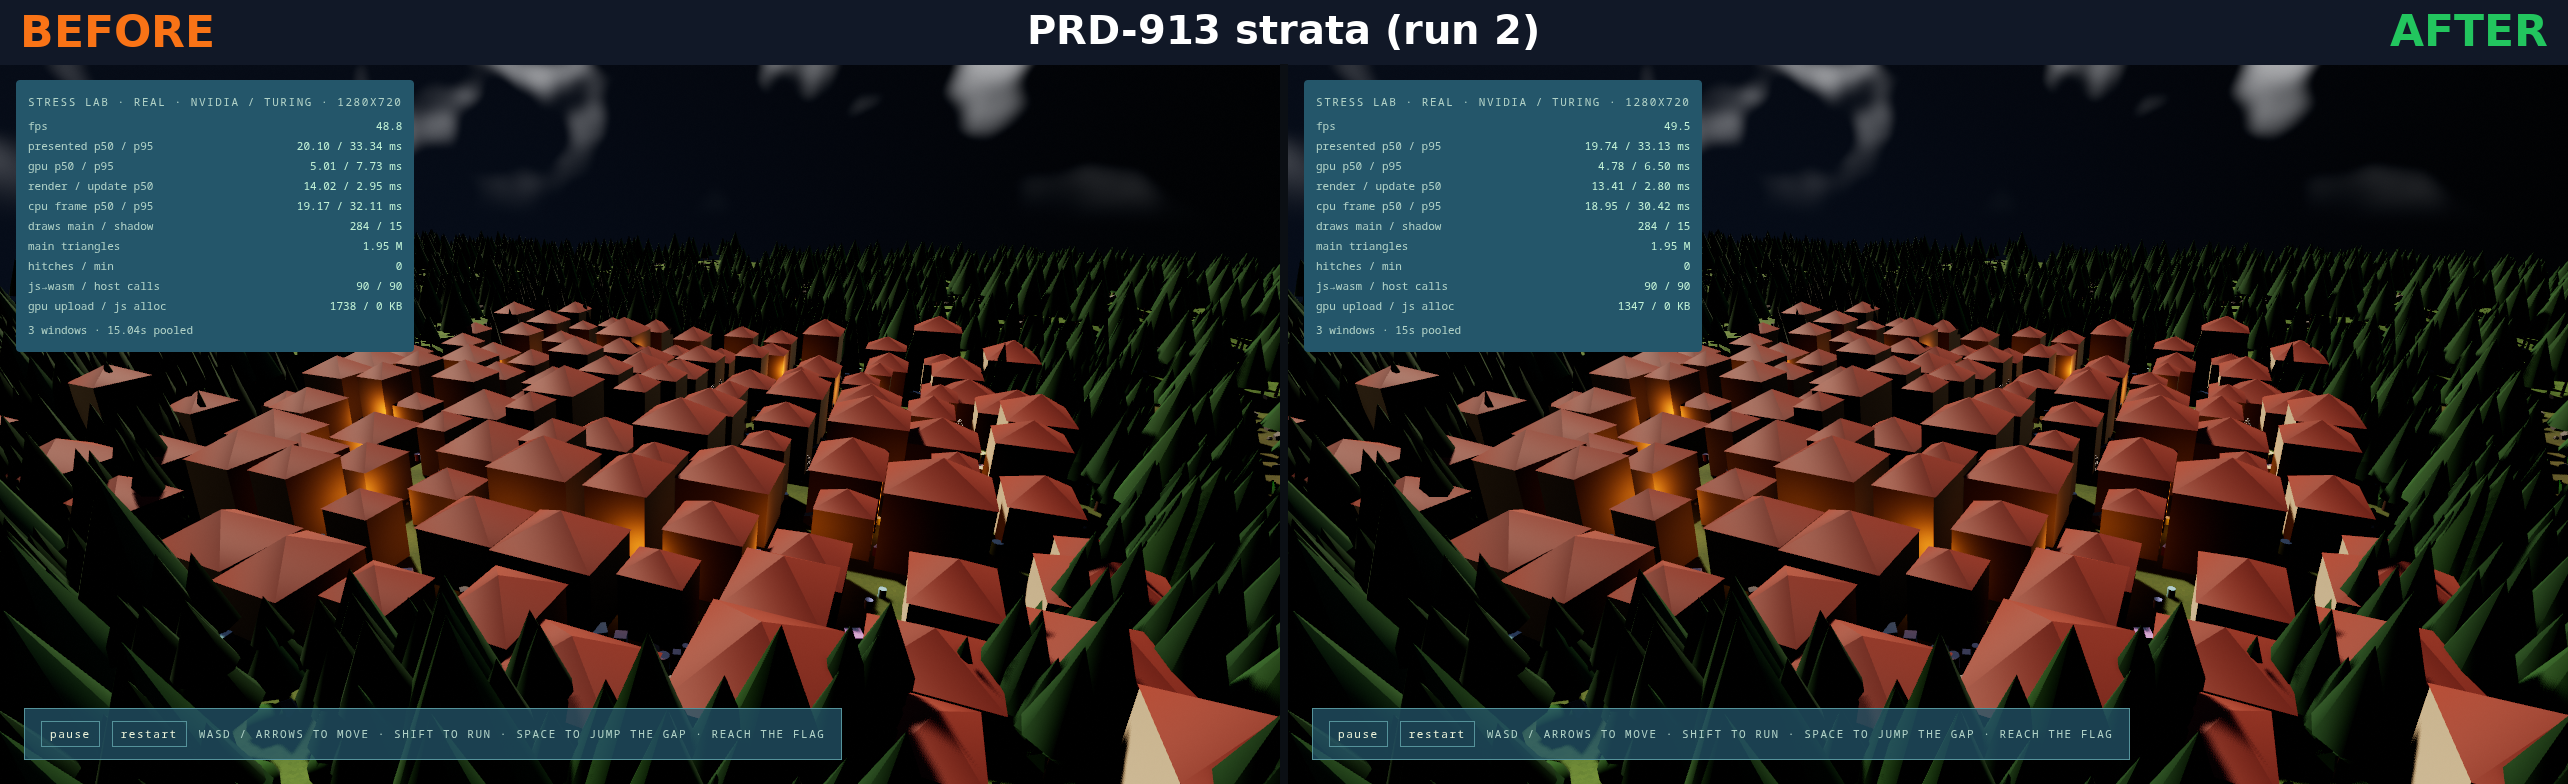 BEFORE
PRD-913 strata (run 2)
AFTER
STRESS LAB · REAL · NVIDIA / TURING · 1280X720
fps 48.8
presented p50 / p95 20.10 / 33.34 ms
gpu p50 / p95 5.01 / 7.73 ms
render / update p50 14.02 / 2.95 ms
cpu frame p50 / p95 19.17 / 32.11 ms
draws main / shadow 284 / 15
main triangles 1.95 M
hitches / min 0
js→wasm / host calls 90 / 90
gpu upload / js alloc 1738 / 0 KB
3 windows · 15.04s pooled
pause restart WASD / ARROWS TO MOVE · SHIFT TO RUN · SPACE TO JUMP THE GAP · REACH THE FLAG
STRESS LAB · REAL · NVIDIA / TURING · 1280X720
fps 49.5
presented p50 / p95 19.74 / 33.13 ms
gpu p50 / p95 4.78 / 6.50 ms
render / update p50 13.41 / 2.80 ms
cpu frame p50 / p95 18.95 / 30.42 ms
draws main / shadow 284 / 15
main triangles 1.95 M
hitches / min 0
js→wasm / host calls 90 / 90
gpu upload / js alloc 1347 / 0 KB
3 windows · 15s pooled
pause restart WASD / ARROWS TO MOVE · SHIFT TO RUN · SPACE TO JUMP THE GAP · REACH THE FLAG